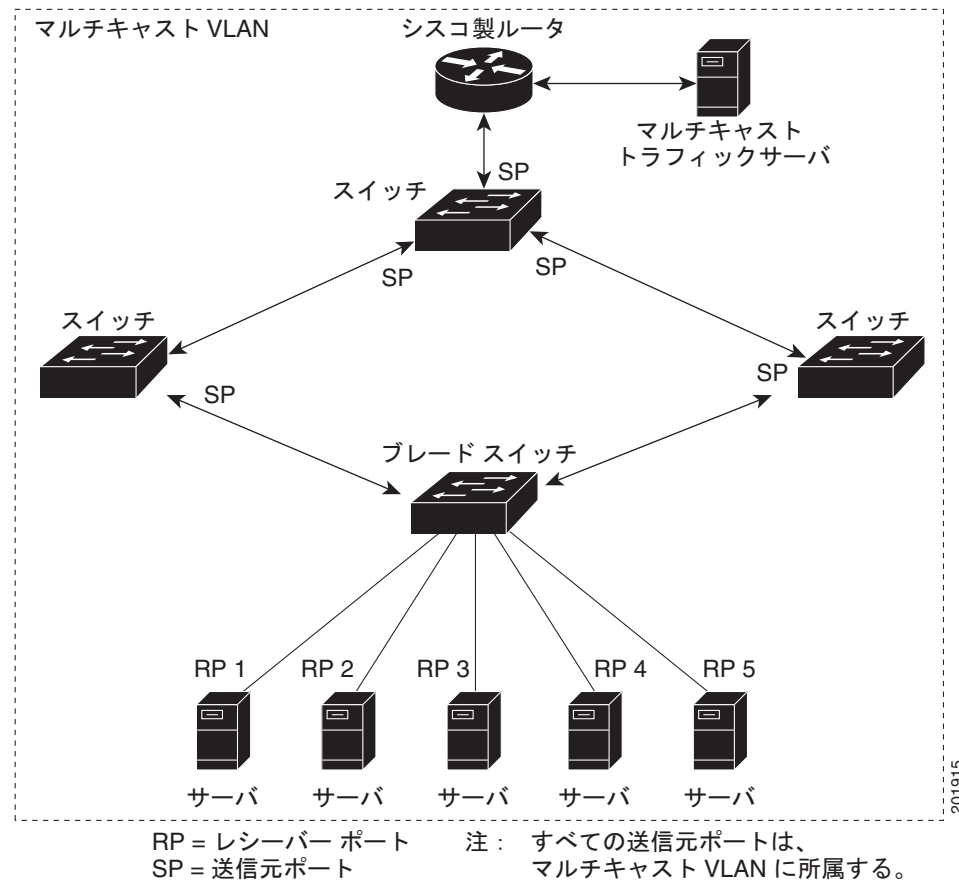 マルチキャスト VLAN
シスコ製ルータ
マルチキャスト
トラフィックサーバ
SP
スイッチ
SP
SP
スイッチ
スイッチ
SP
SP
ブレード スイッチ
RP 1
RP 2
RP 3
RP 4
RP 5
サーバ
サーバ
サーバ
サーバ
サーバ
201915
RP = レシーバー ポート
SP = 送信元ポート
注： すべての送信元ポートは、
マルチキャスト VLAN に所属する。